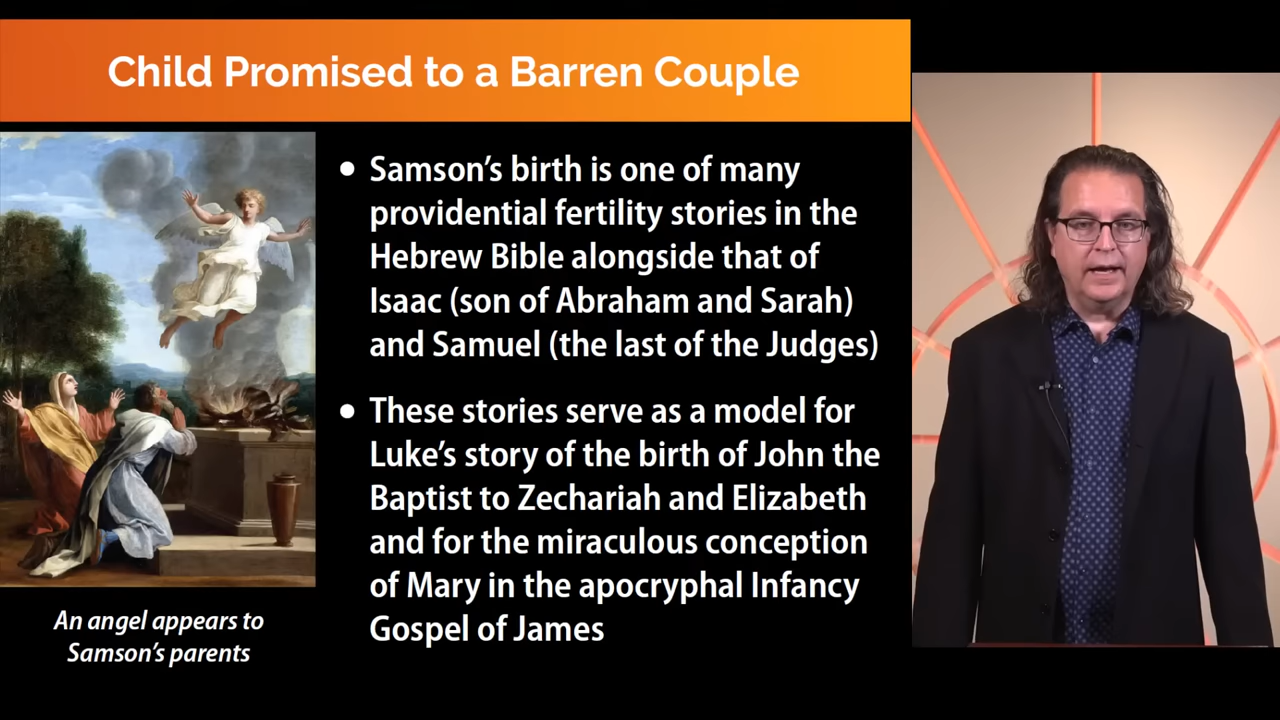 Child Promised to a Barren Couple
• Samson’s birth is one of many
providential fertility stories in the
Hebrew Bible alongside that of
Isaac (son of Abraham and Sarah)
and Samuel (the last of the Judges)
• These stories serve as a model for
Luke’s story of the birth of John the
Baptist to Zechariah and Elizabeth
and for the miraculous conception
of Mary in the apocryphal Infancy
Gospel of James
An angel appears to
Samson’s parents